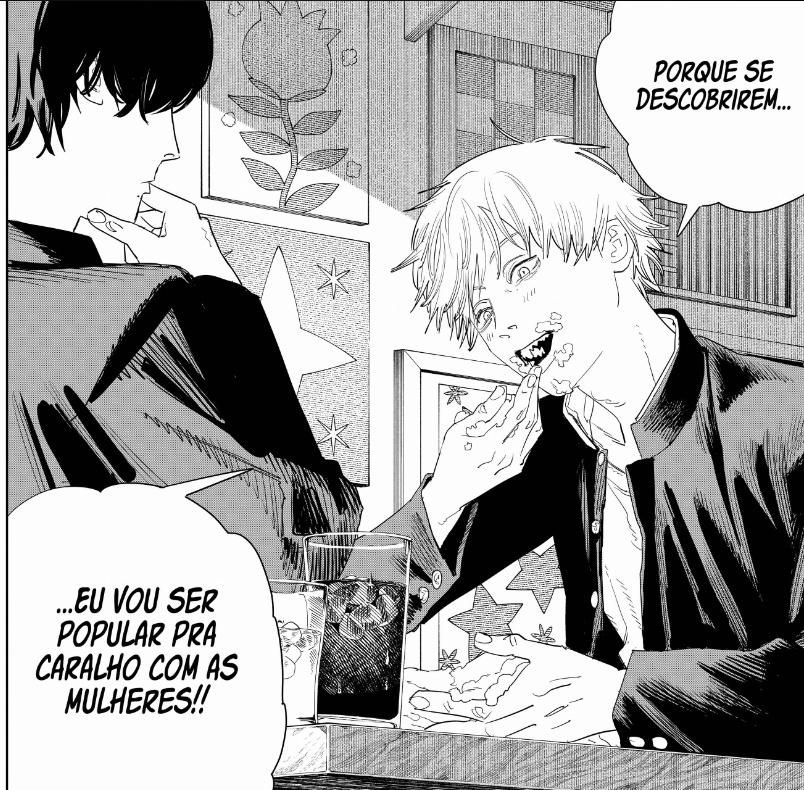 PORQUE SE
DESCOBRIREM...
...EU VOU SER
POPULAR PRA
CARALHO COM AS
MULHERES!!